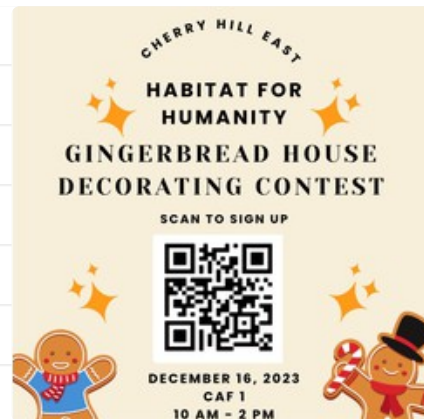 CHERRY HILL EAST
HABITAT FOR
HUMANITY
GINGERBREAD HOUSE
DECORATING CONTEST
SCAN TO SIGN UP
DECEMBER 16, 2023
CAF 1
10 AM - 2 PM